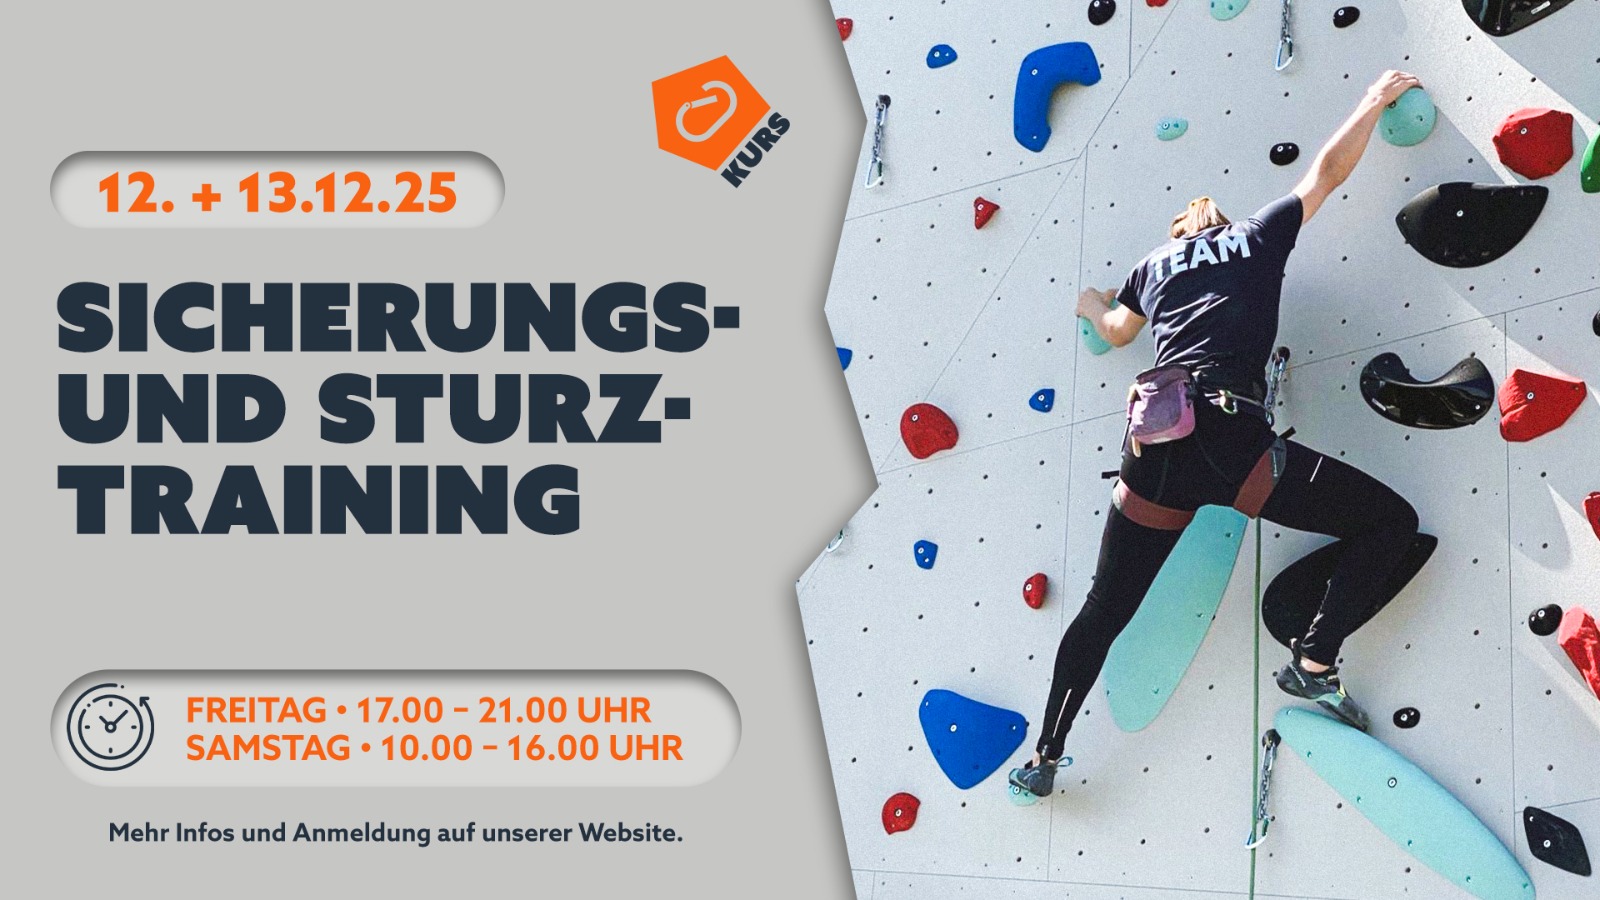 KURS
12. + 13.12.25
SICHERUNGS-
UND STURZ-
TRAINING
FREITAG • 17.00 – 21.00 UHR
SAMSTAG • 10.00 – 16.00 UHR
Mehr Infos und Anmeldung auf unserer Website.
TEAM